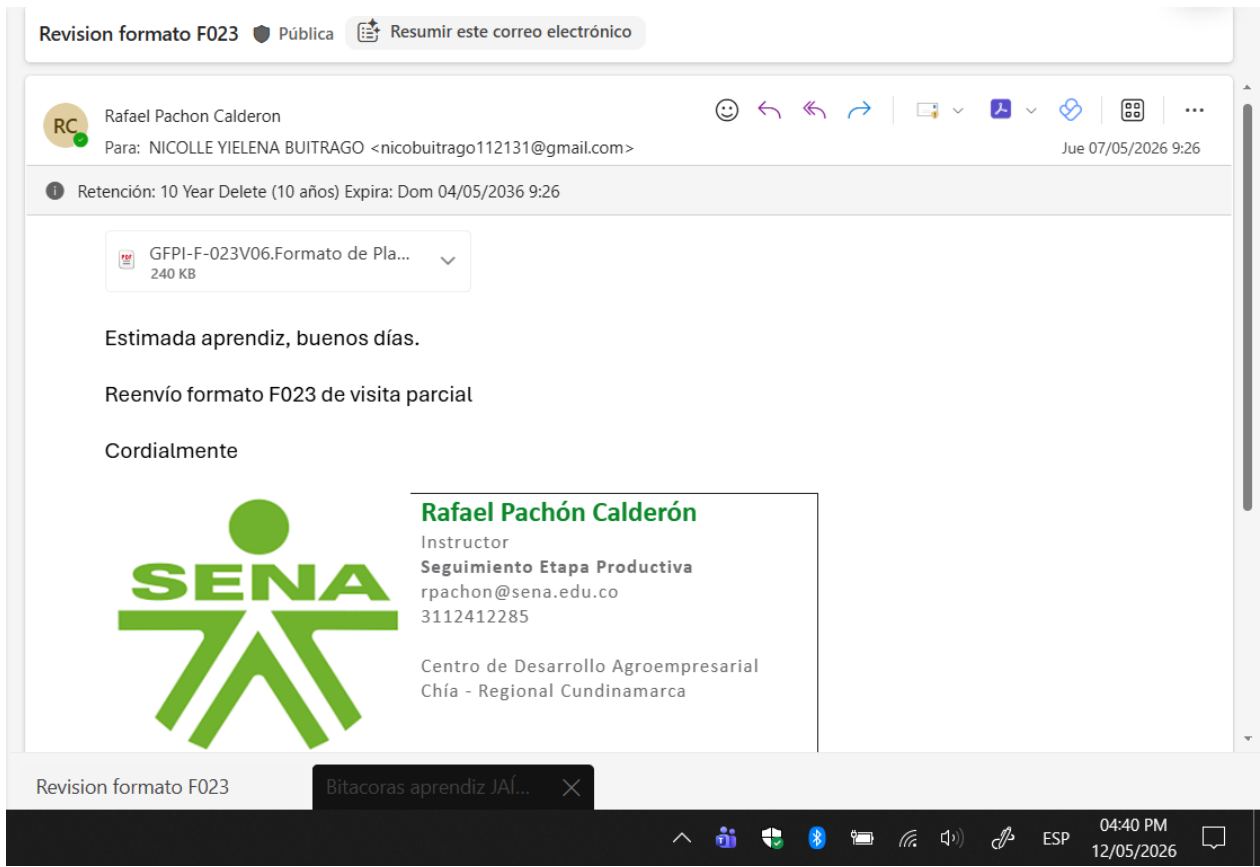 Revision formato F023 Pública Resumir este correo electrónico
RC
Rafael Pachon Calderon
Para: NICOLLE YIELENA BUITRAGO <nicobuitrago112131@gmail.com>
Jue 07/05/2026 9:26
Retención: 10 Year Delete (10 años) Expira: Dom 04/05/2036 9:26
PDF
GFPI-F-023V06.Formato de Pla...
240 KB
Estimada aprendiz, buenos días.
Reenvío formato F023 de visita parcial
Cordialmente
SENA
Rafael Pachón Calderón
Instructor
Seguimiento Etapa Productiva
rpachon@sena.edu.co
3112412285
Centro de Desarrollo Agroempresarial
Chía - Regional Cundinamarca
Revision formato F023
Bitacoras aprendiz JAÍ...
ESP
04:40 PM
12/05/2026